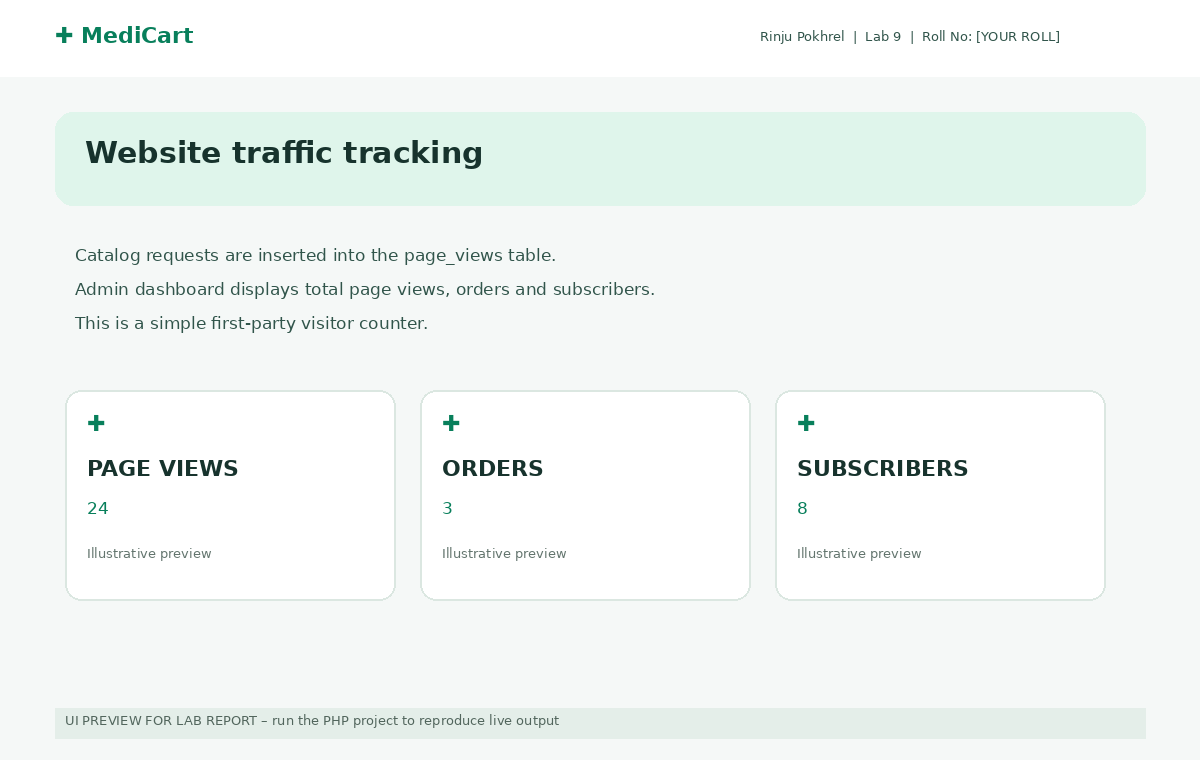 ✚ MediCart
Rinju Pokhrel | Lab 9 | Roll No: [YOUR ROLL]
Website traffic tracking
Catalog requests are inserted into the page_views table.
Admin dashboard displays total page views, orders and subscribers.
This is a simple first-party visitor counter.
✚
PAGE VIEWS
24
Illustrative preview
✚
ORDERS
3
Illustrative preview
✚
SUBSCRIBERS
8
Illustrative preview
UI PREVIEW FOR LAB REPORT – run the PHP project to reproduce live output